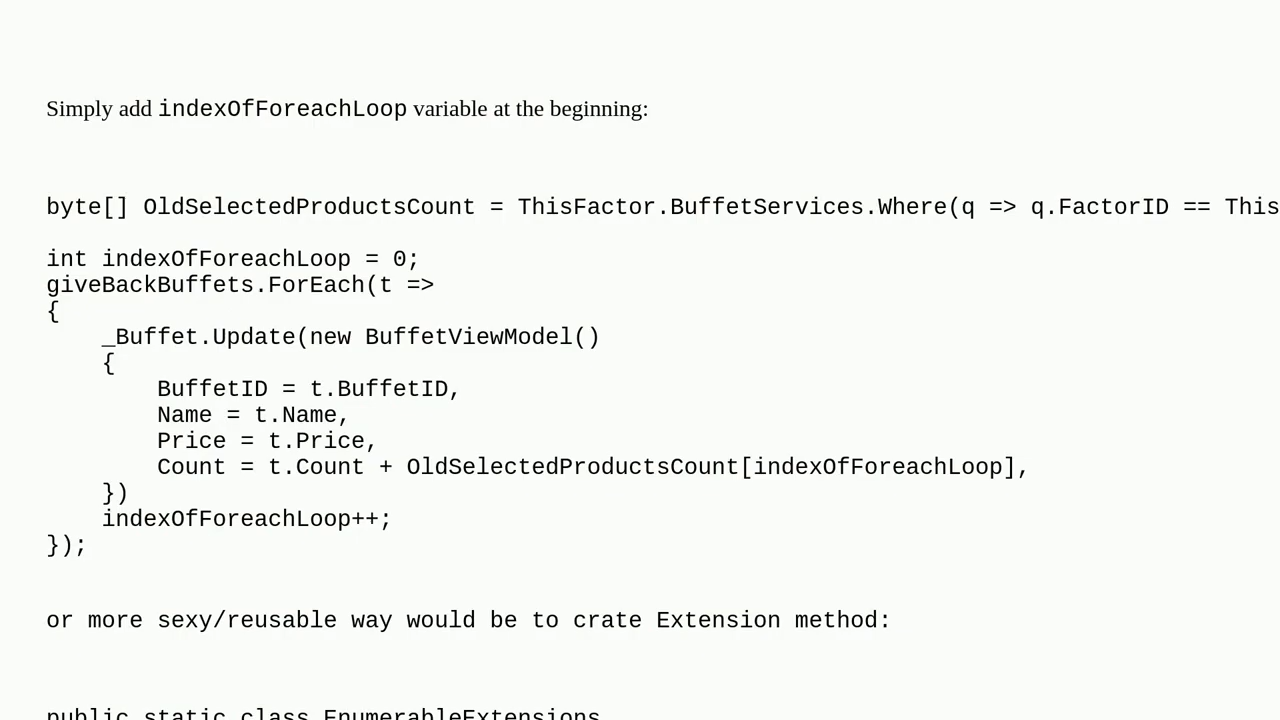 Simply add indexOfForeachLoop variable at the beginning:
byte[] OldSelectedProductsCount = ThisFactor.BuffetServices.Where(q => q.FactorID == This
int indexOfForeachLoop = 0;
giveBackBuffets.ForEach(t =>
{
    _Buffet.Update(new BuffetViewModel()
    {
        BuffetID = t.BuffetID,
        Name = t.Name,
        Price = t.Price,
        Count = t.Count + OldSelectedProductsCount[indexOfForeachLoop],
    })
    indexOfForeachLoop++;
});
or more sexy/reusable way would be to crate Extension method:
public static class EnumerableExtensions